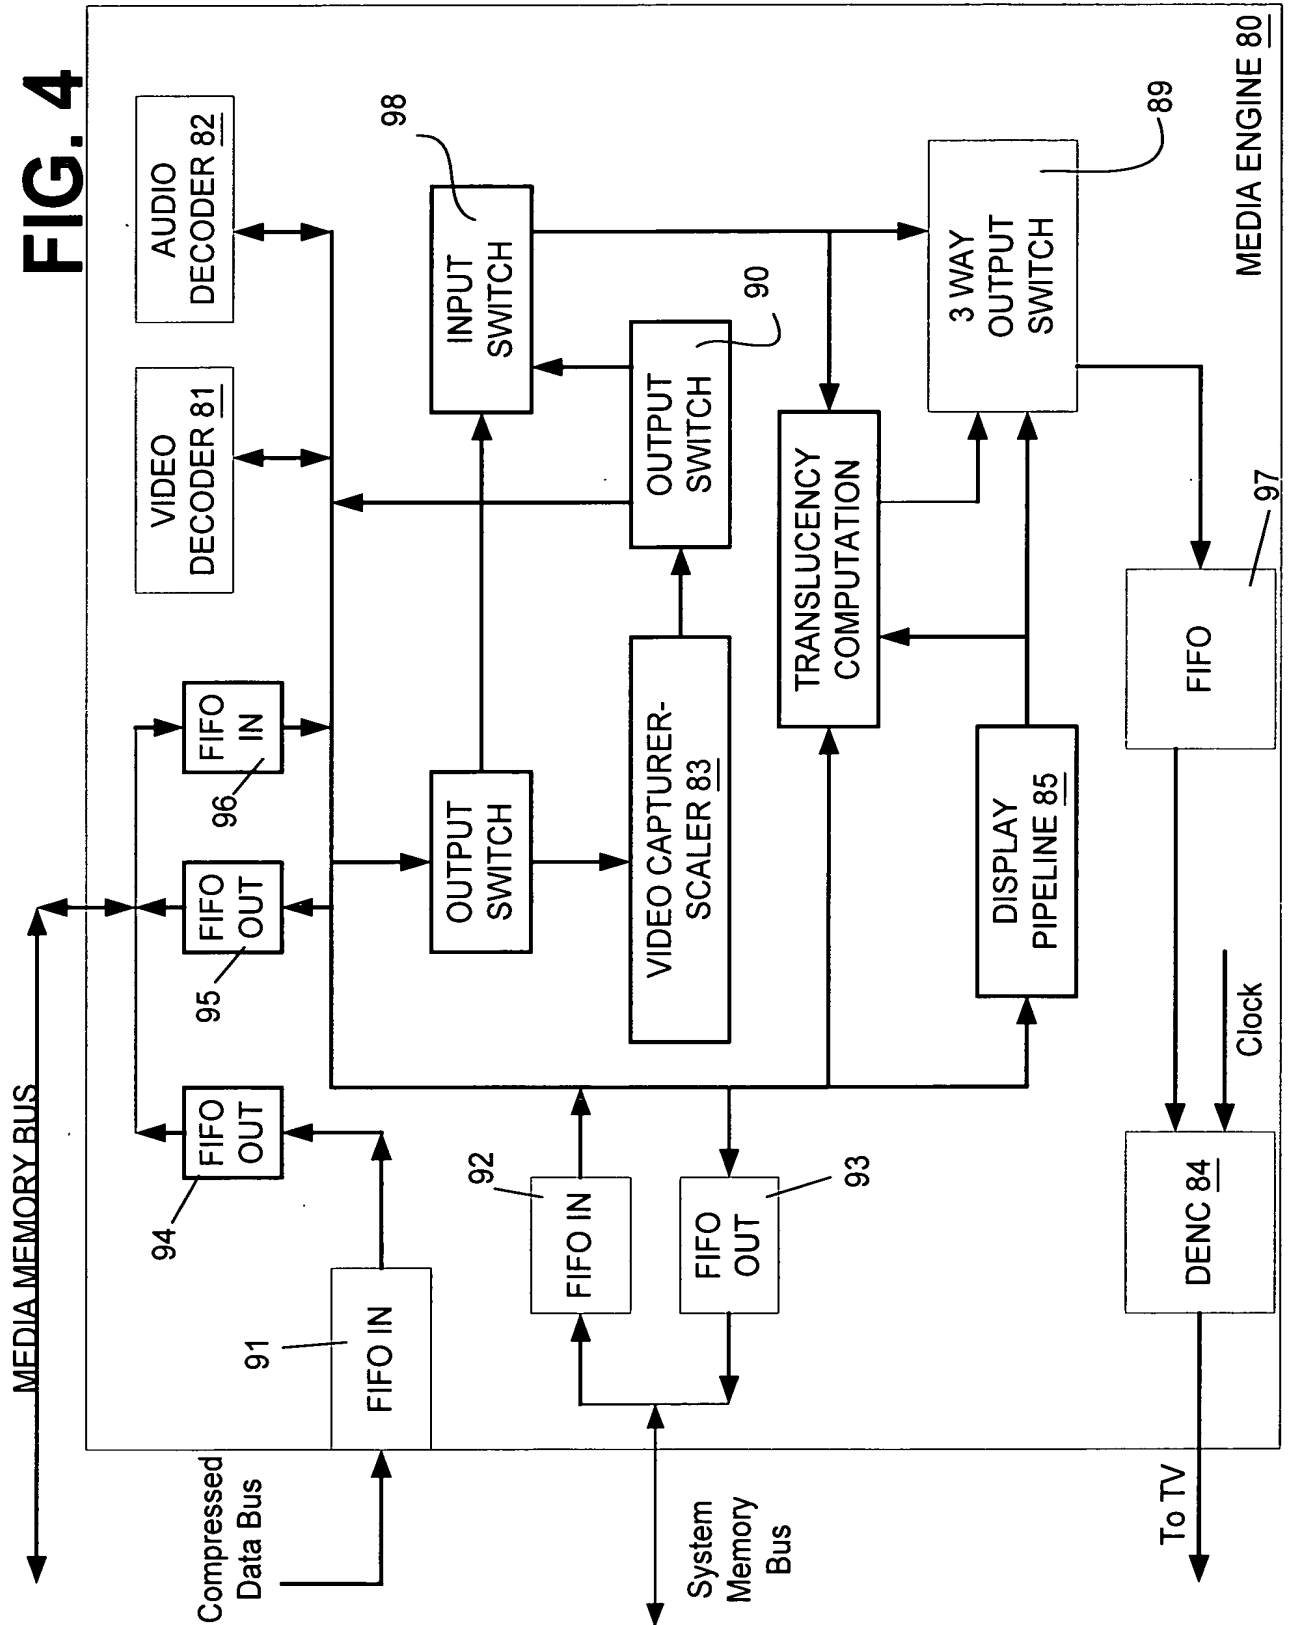 FIG. 4
MEDIA MEMORY BUS
94
FIFO
OUT
95
FIFO
OUT
96
FIFO
IN
VIDEO
DECODER 81
AUDIO
DECODER 82
Compressed
Data Bus
91
FIFO IN
OUTPUT
SWITCH
INPUT
SWITCH
98
92
FIFO IN
System
Memory
Bus
FIFO
OUT
93
VIDEO CAPTURER-
SCALER 83
OUTPUT
SWITCH
90
TRANSLUCENCY
COMPUTATION
DISPLAY
PIPELINE 85
3 WAY
OUTPUT
SWITCH
89
To TV
DENC 84
Clock
FIFO
97
MEDIA ENGINE 80